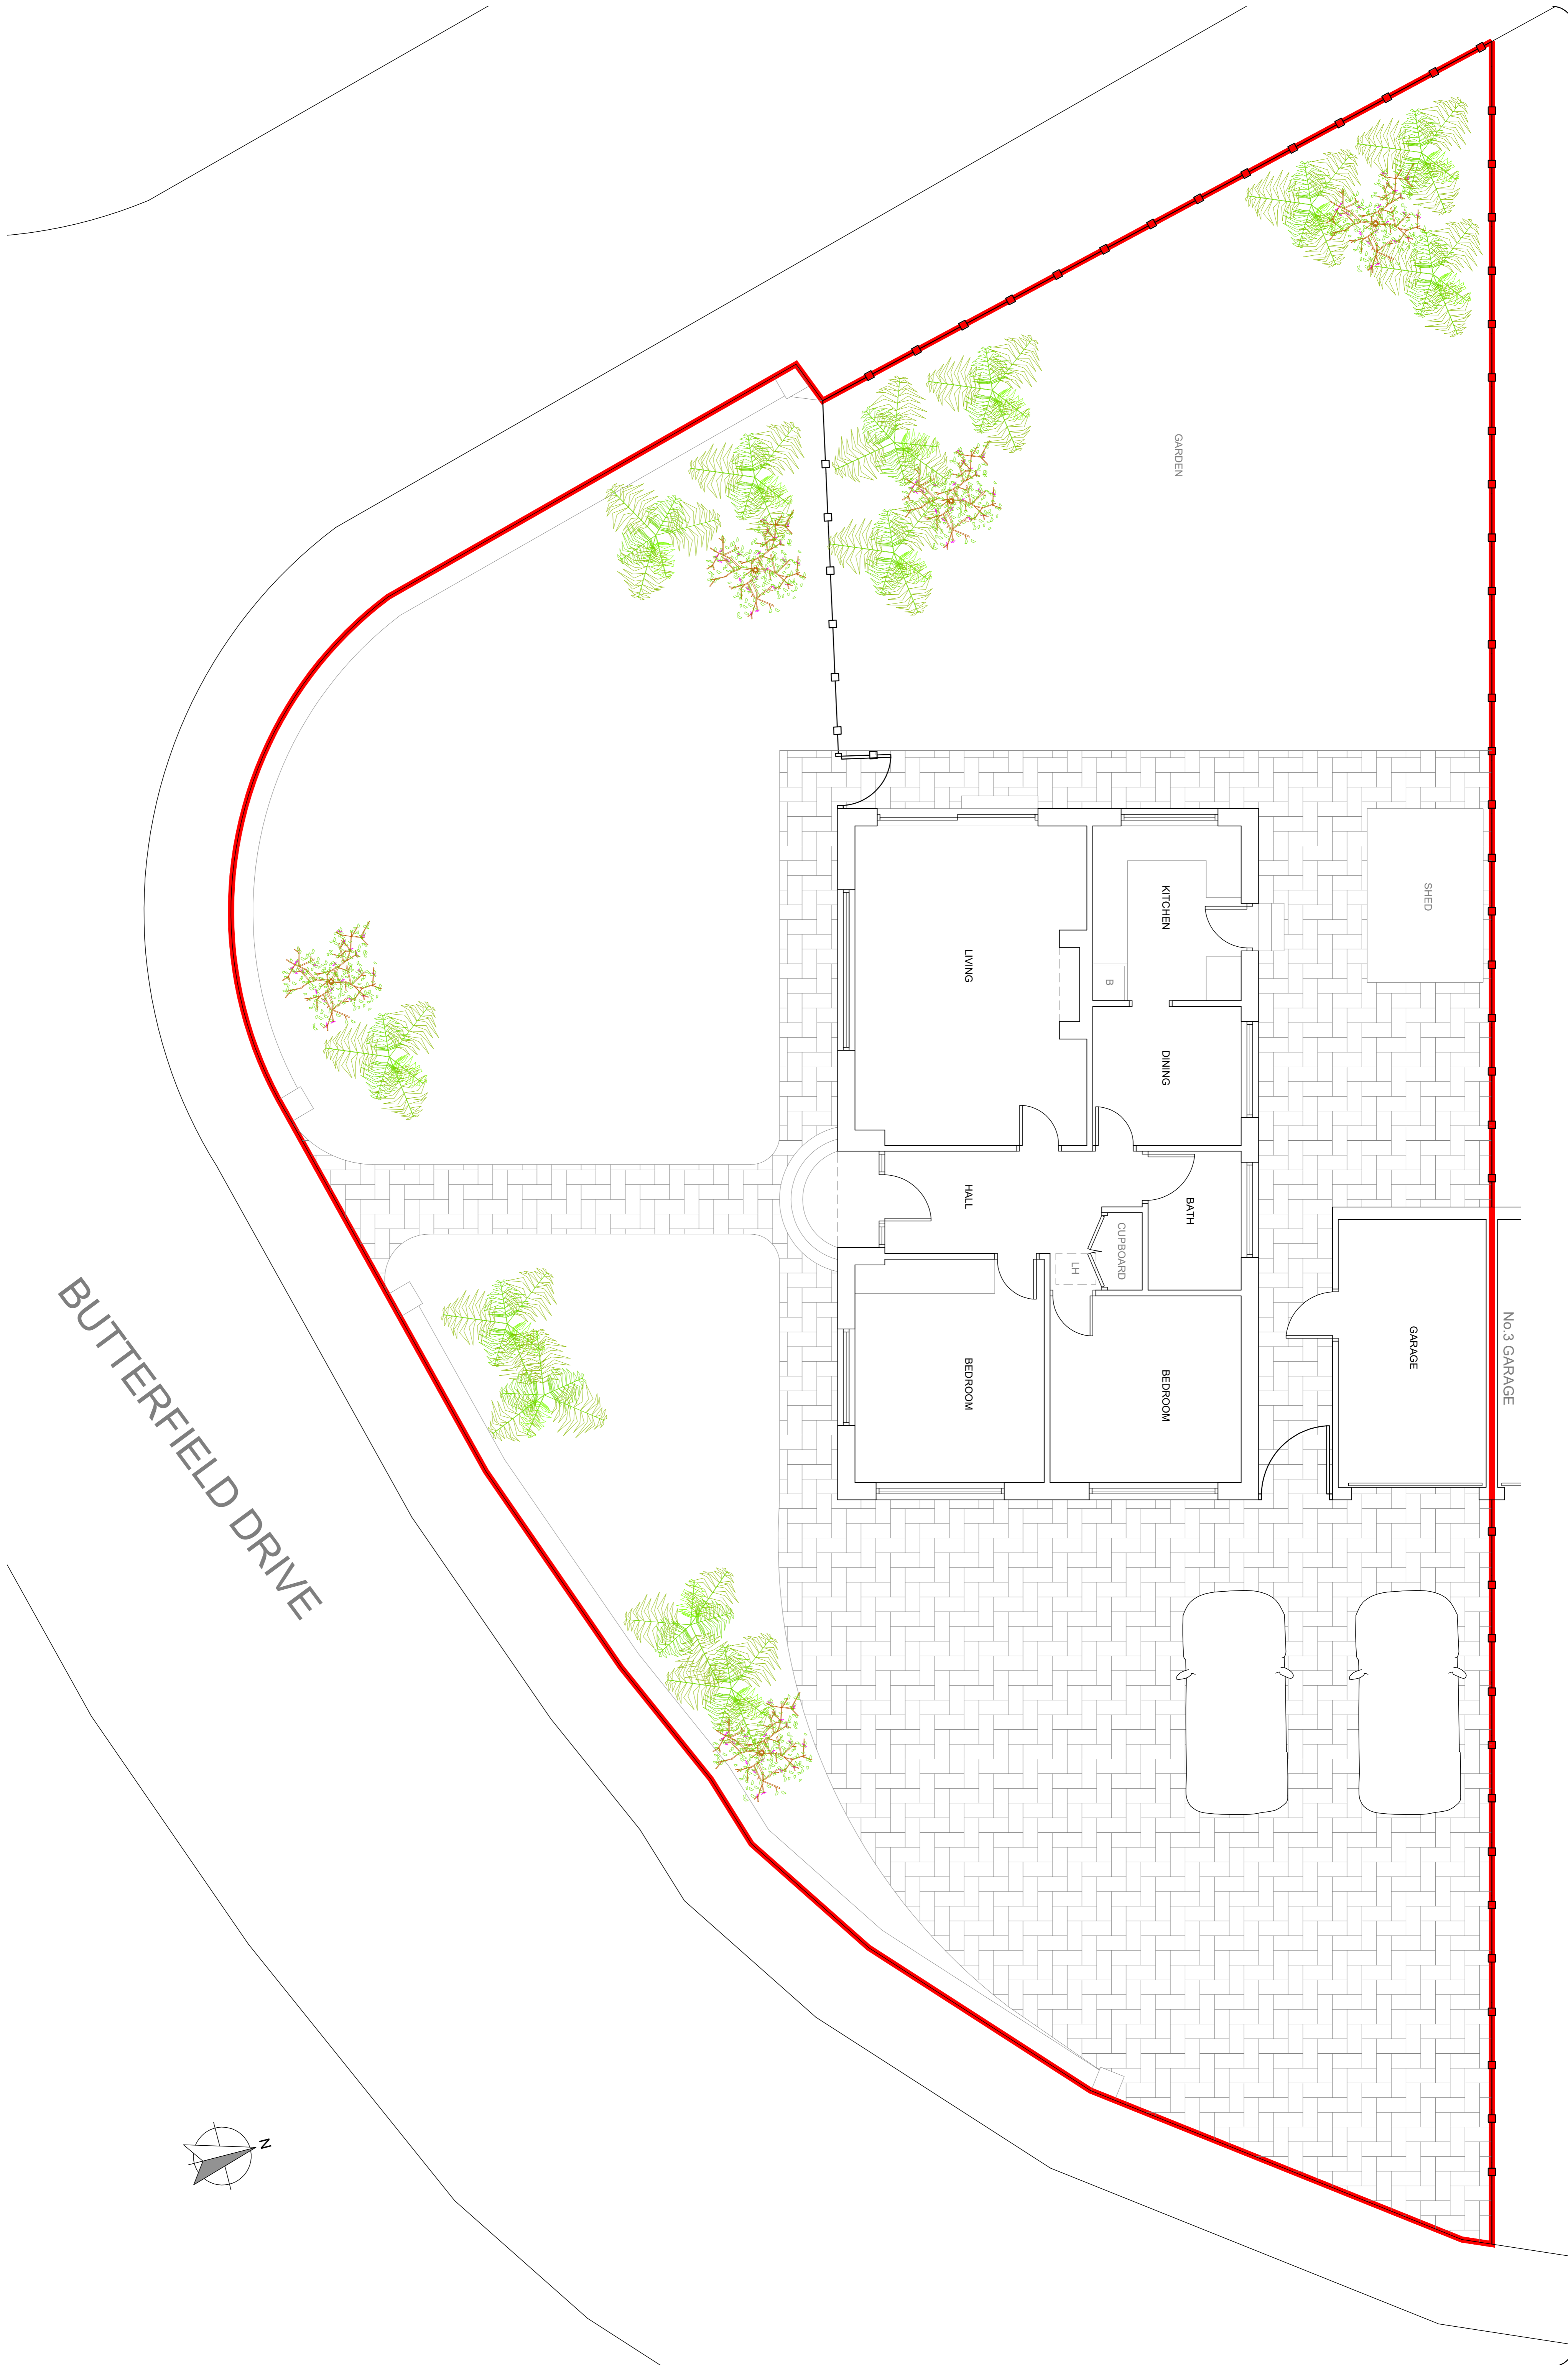 GARDEN
SHED
KITCHEN
LIVING
B
DINING
HALL
BATH
CUPBOARD
LH
No.3 GARAGE
GARAGE
BEDROOM
BEDROOM
BUTTERFIELD DRIVE
N